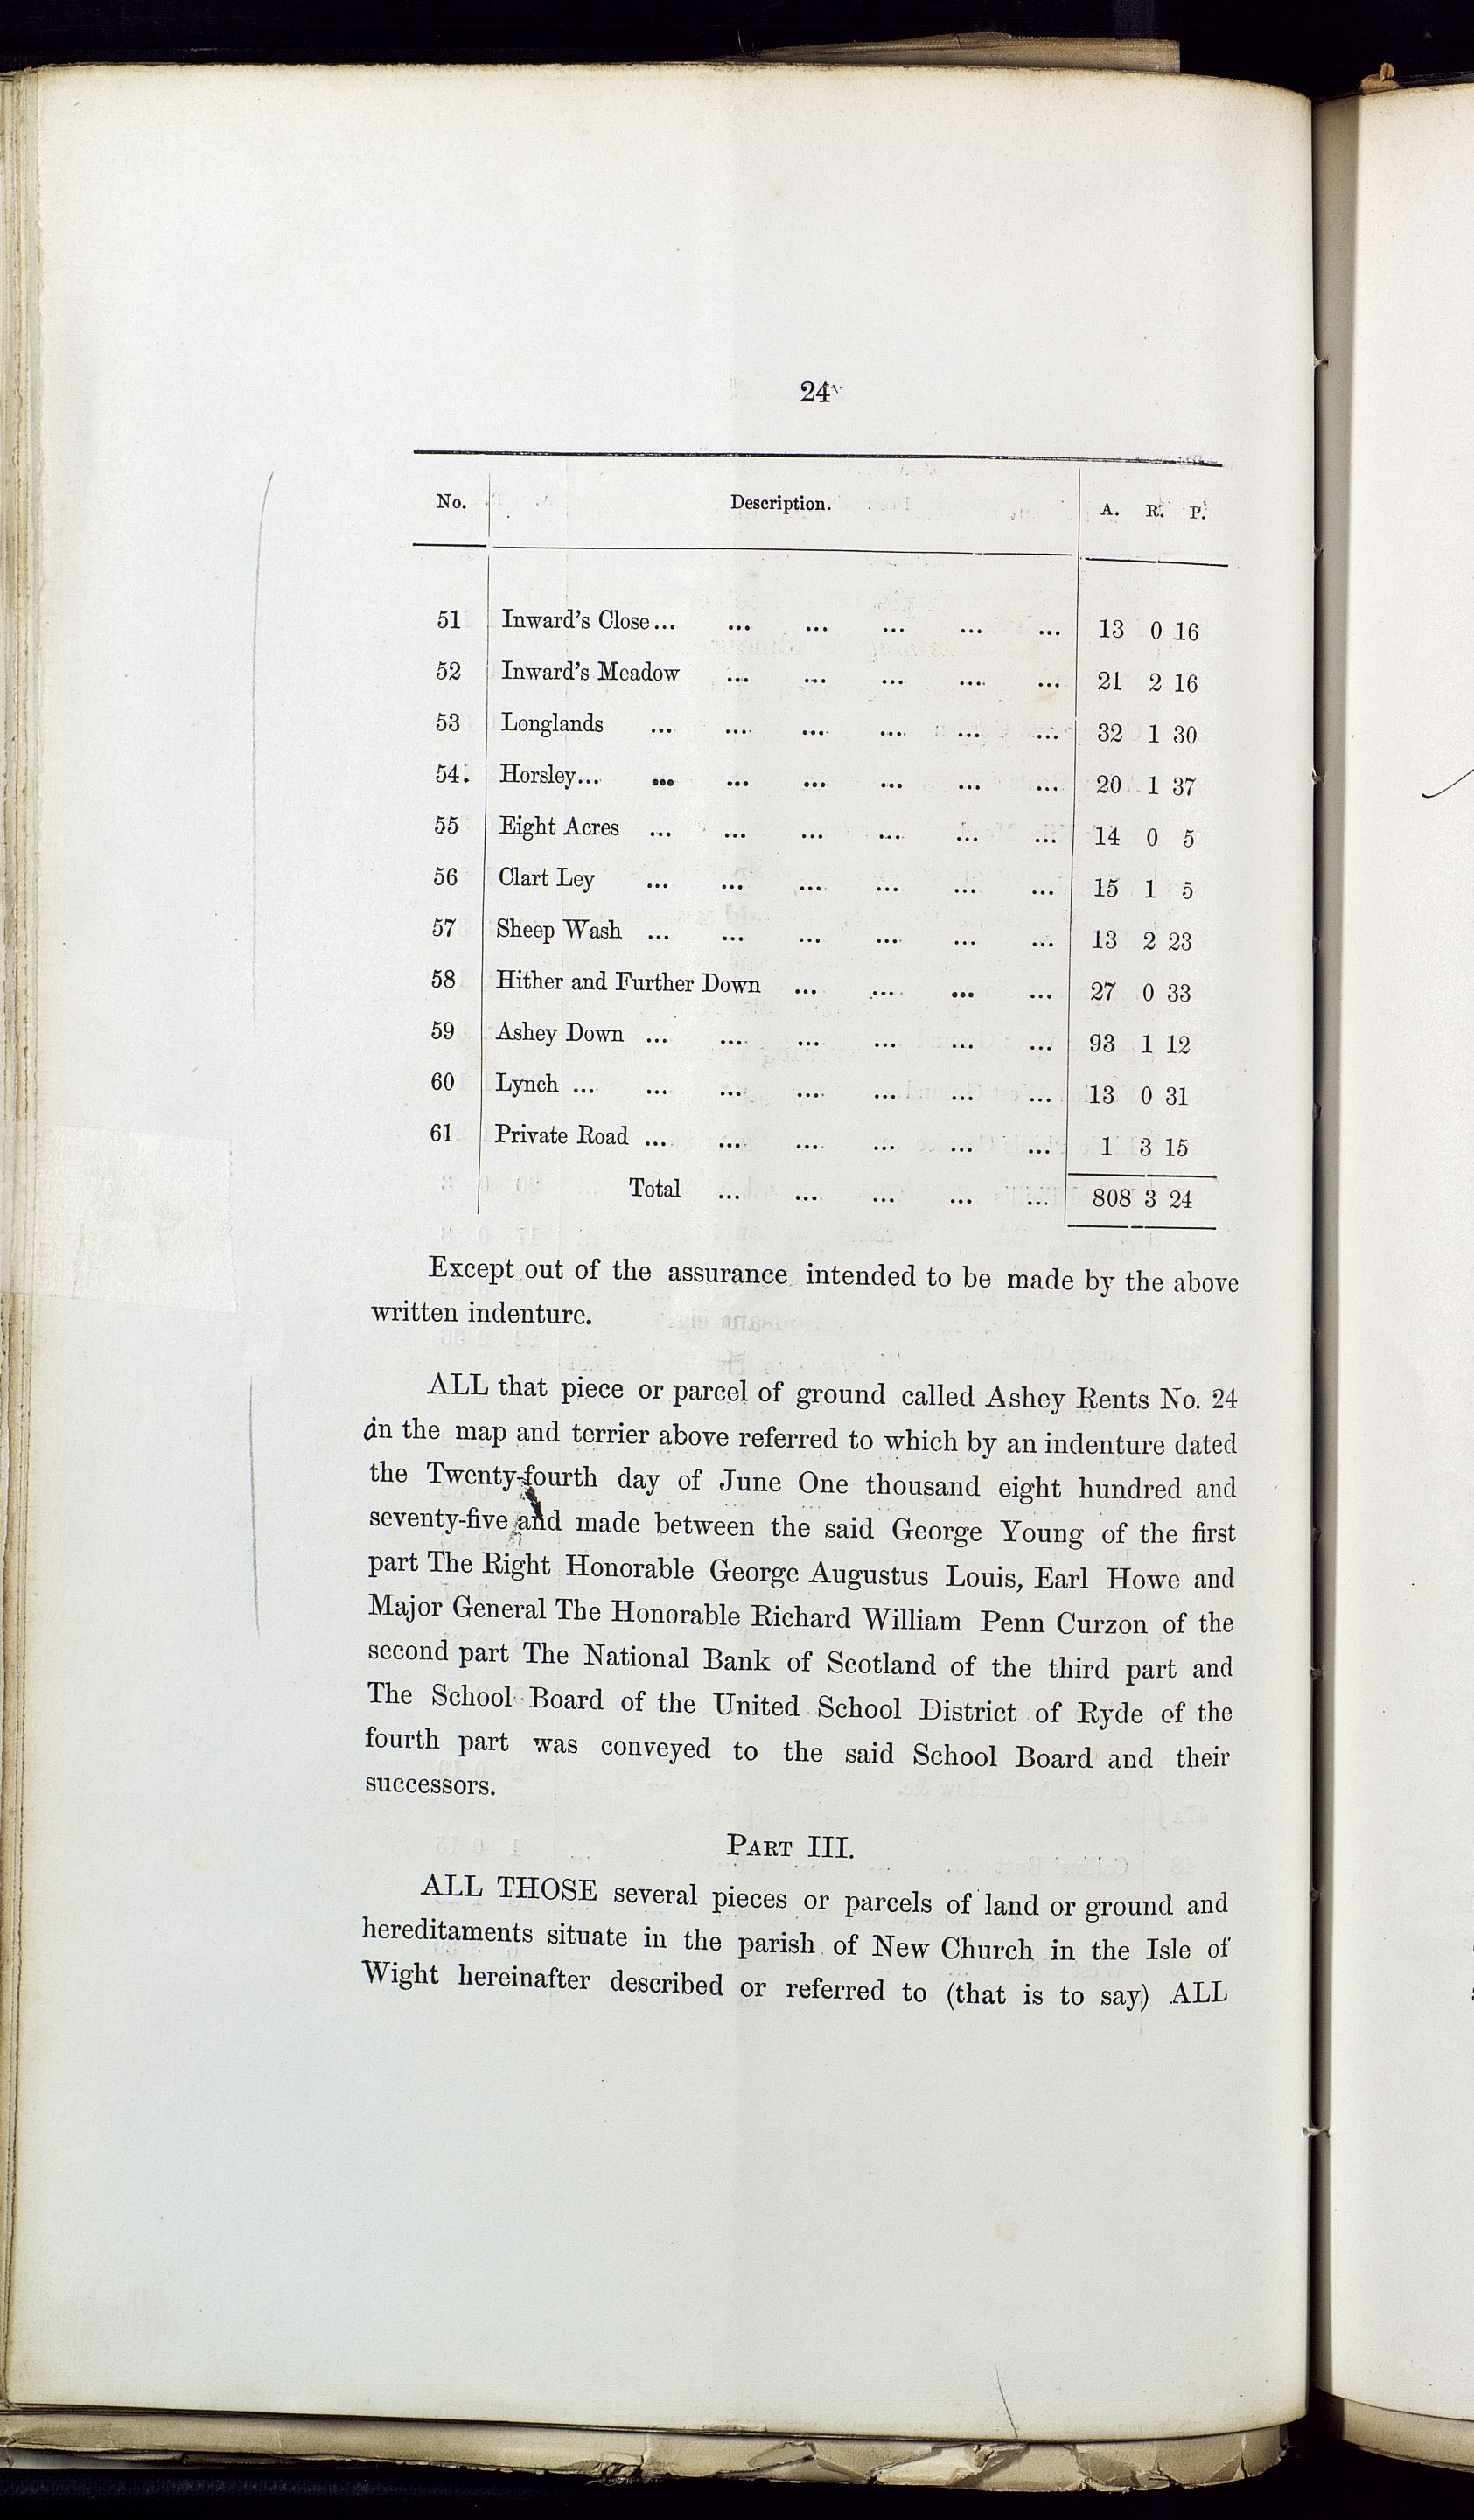 24
No. Description. A. R. P.
51 Inward's Close... ... ... ... ... ... 13 0 16
52 Inward's Meadow ... ... ... ... ... 21 2 16
53 Longlands ... ... ... ... ... ... 32 1 30
54. Horsley... ... ... ... ... ... ... 20 1 37
55 Eight Acres ... ... ... ... ... ... 14 0 5
56 Clart Ley ... ... ... ... ... ... 15 1 5
57 Sheep Wash ... ... ... ... ... ... 13 2 23
58 Hither and Further Down ... ... ... ... 27 0 33
59 Ashey Down ... ... ... ... ... ... 93 1 12
60 Lynch ... ... ... ... ... ... ... 13 0 31
61 Private Road ... ... ... ... ... ... 1 3 15
Total ... ... ... ... ... 808 3 24
Except out of the assurance intended to be made by the above
written indenture.
ALL that piece or parcel of ground called Ashey Rents No. 24
in the map and terrier above referred to which by an indenture dated
the Twenty-fourth day of June One thousand eight hundred and
seventy-five and made between the said George Young of the first
part The Right Honorable George Augustus Louis, Earl Howe and
Major General The Honorable Richard William Penn Curzon of the
second part The National Bank of Scotland of the third part and
The School Board of the United School District of Ryde of the
fourth part was conveyed to the said School Board and their
successors.
PART III.
ALL THOSE several pieces or parcels of land or ground and
hereditaments situate in the parish of New Church in the Isle of
Wight hereinafter described or referred to (that is to say) ALL